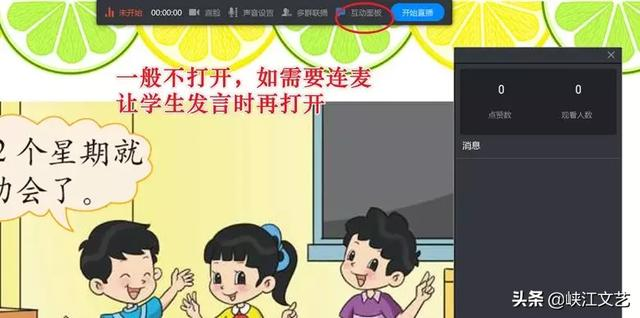 未开始 00:00:00 露脸 声音设置 多群联播 互动面板 开始直播
一般不打开，如需要连麦
让学生发言时再打开
2个星期就
动会了。
0 0
点赞数 观看人数
消息
头条@峡江文艺